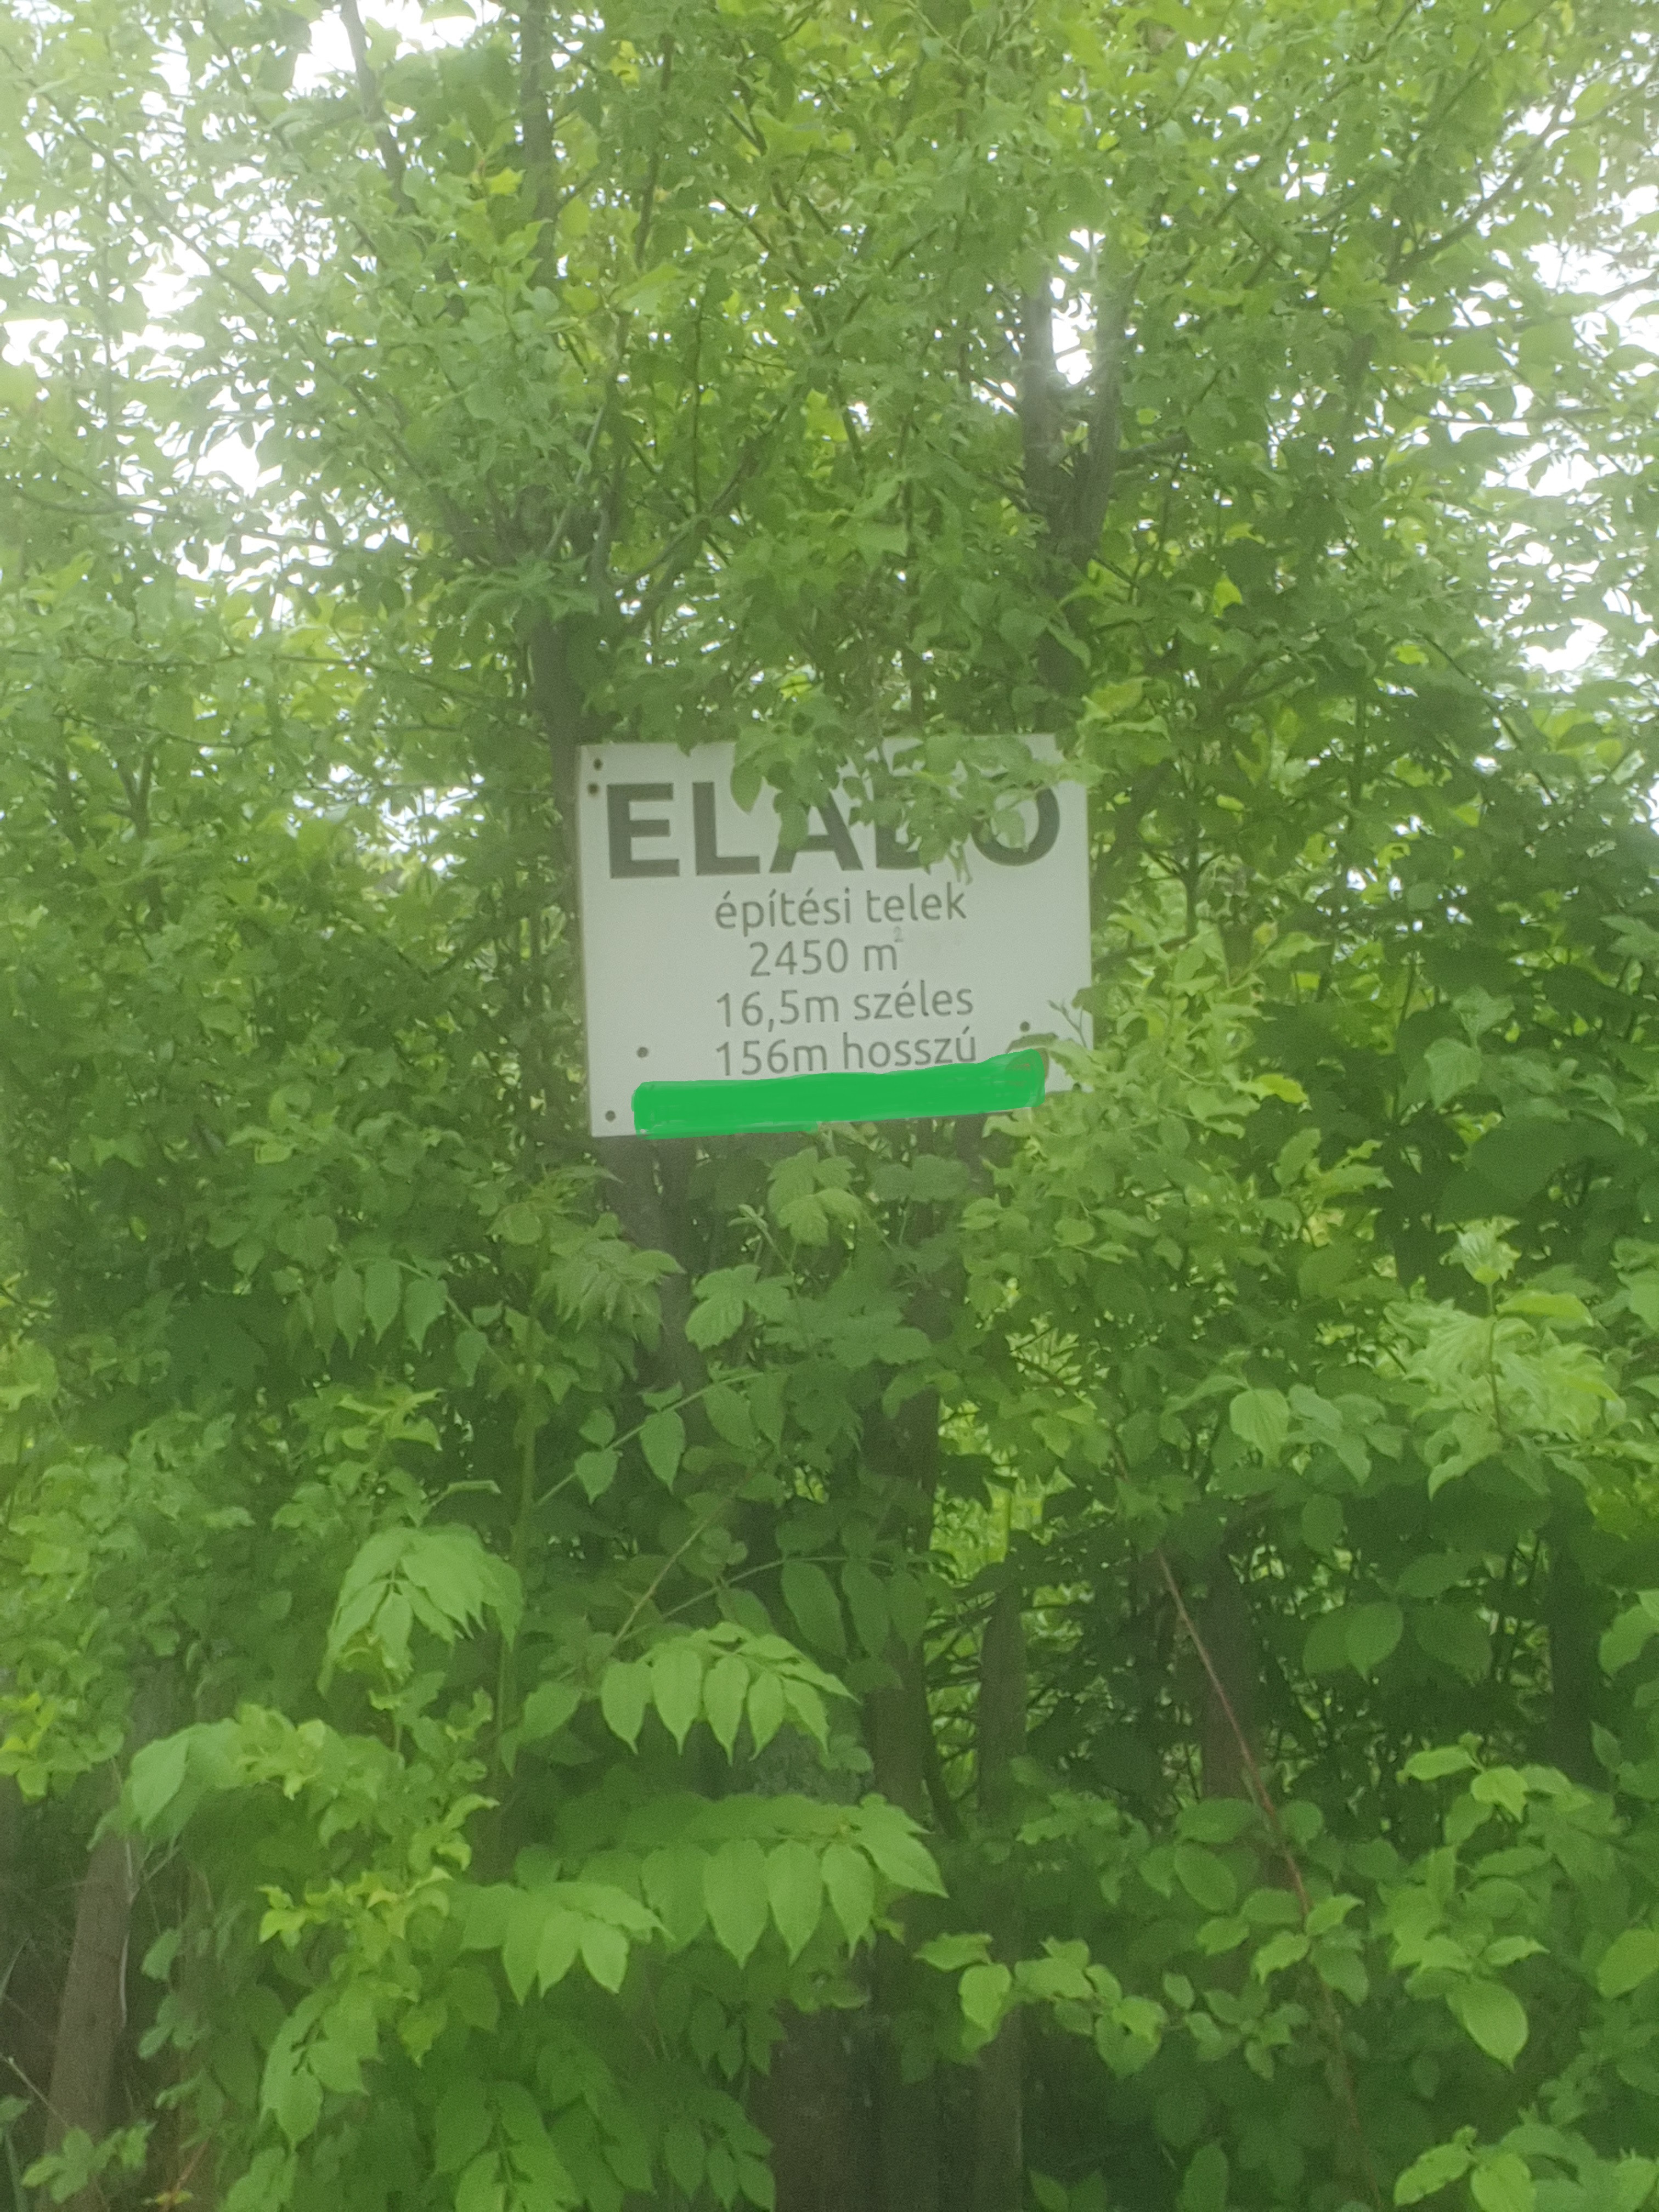 ELADÓ
építési telek
2450 m²
16,5m széles
156m hosszú